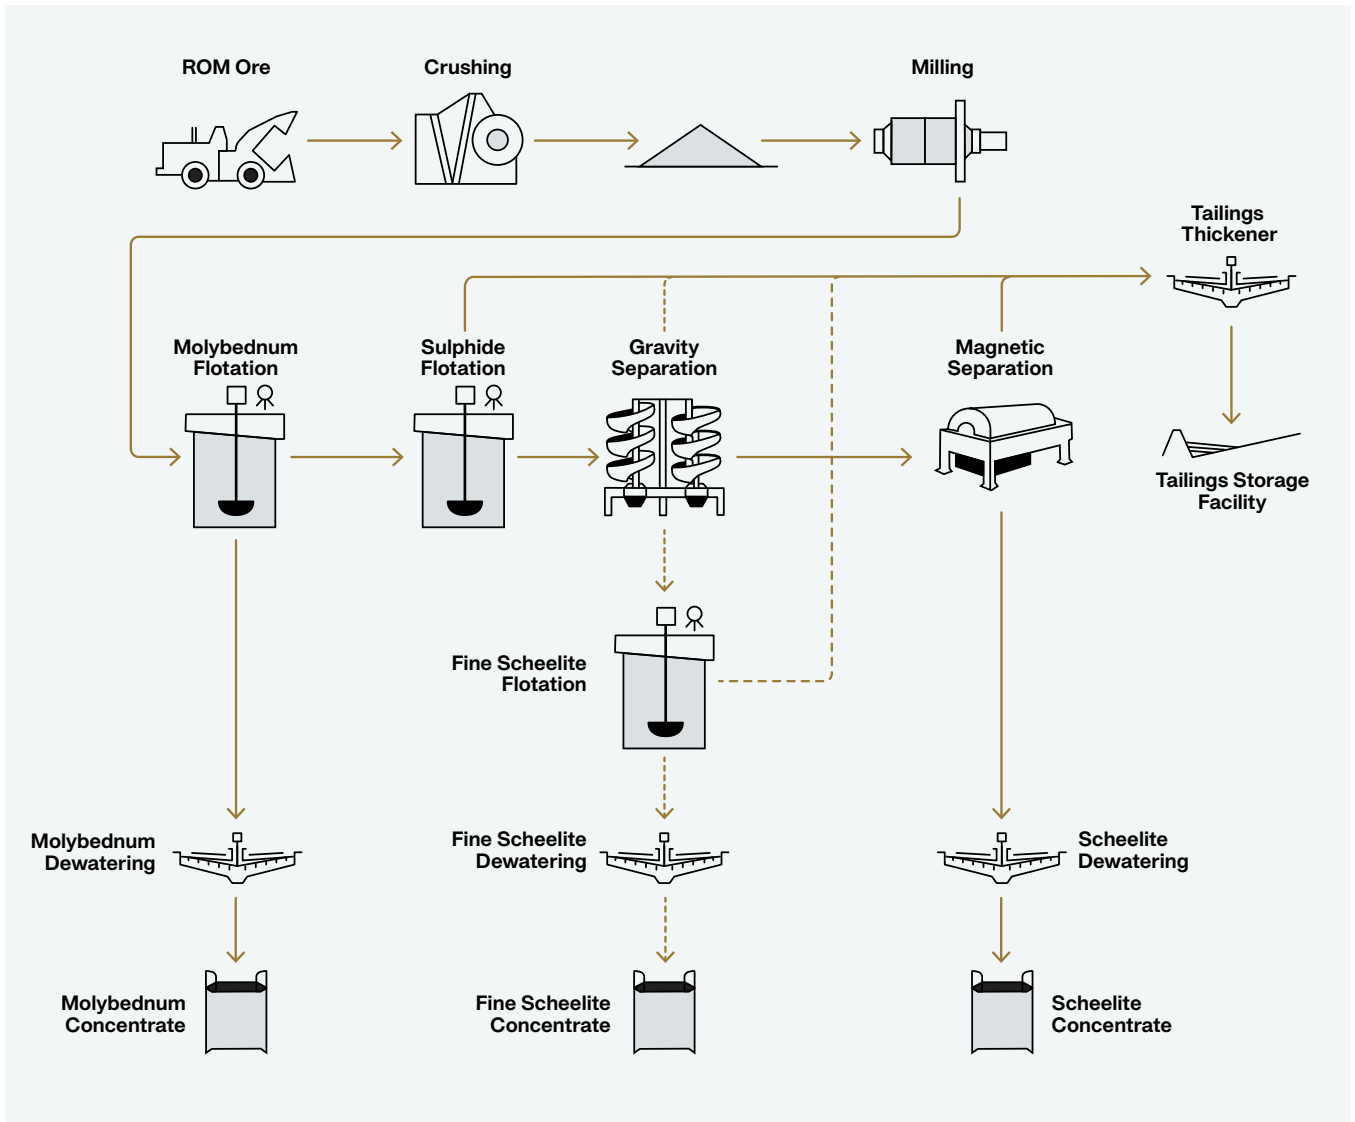 ROM Ore
Crushing
Milling
Tailings
Thickener
Molybednum
Flotation
Sulphide
Flotation
Gravity
Separation
Magnetic
Separation
Tailings Storage
Facility
Fine Scheelite
Flotation
Molybednum
Dewatering
Fine Scheelite
Dewatering
Scheelite
Dewatering
Molybednum
Concentrate
Fine Scheelite
Concentrate
Scheelite
Concentrate